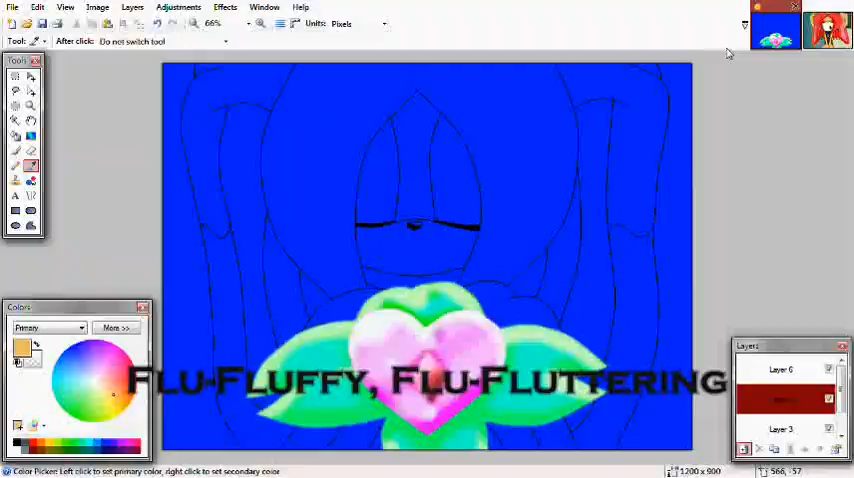 File Edit View Image Layers Adjustments Effects Window Help
66% Units: Pixels
Tool: After click: Do not switch tool
Tools
Colors
Primary More >>
Flu-Fluffy, Flu-Fluttering
Layers
Layer 6
Layer 3
Color Picker: Left click to set primary color, right click to set secondary color 1200 x 900 566, -57